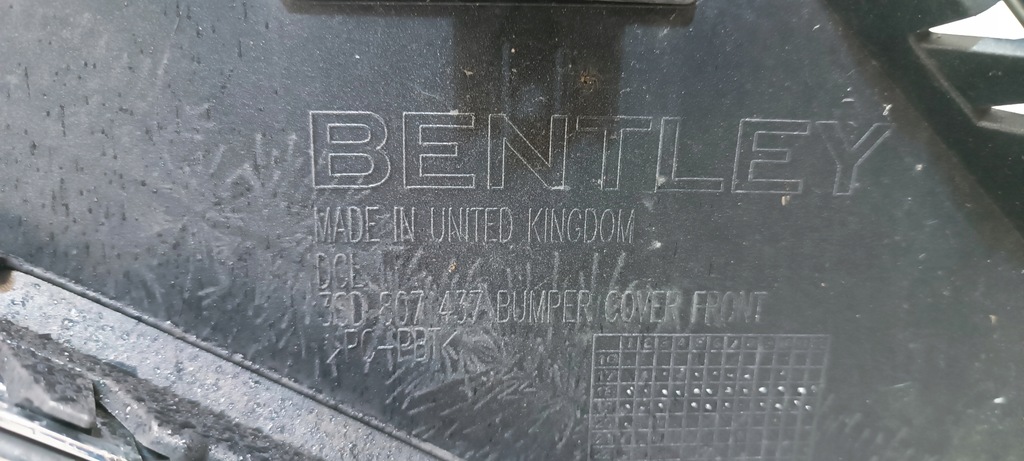 BENTLEY
MADE IN UNITED KINGDOM
DCL
3SD 807 437 BUMPER COVER FRONT
>PC+PBT<